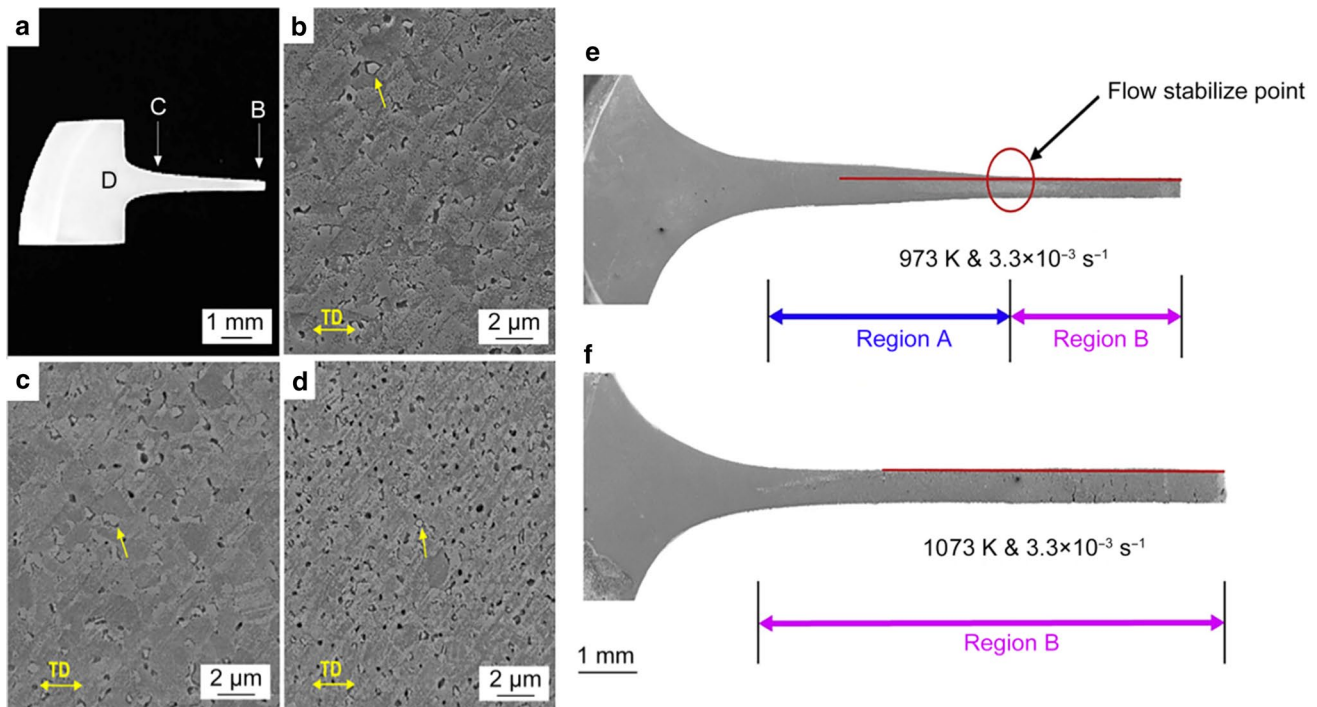 a
C
B
D
1 mm
b
TD
2 μm
c
TD
2 μm
d
TD
2 μm
e
Flow stabilize point
973 K & 3.3×10⁻³ s⁻¹
Region A
Region B
f
1073 K & 3.3×10⁻³ s⁻¹
Region B
1 mm